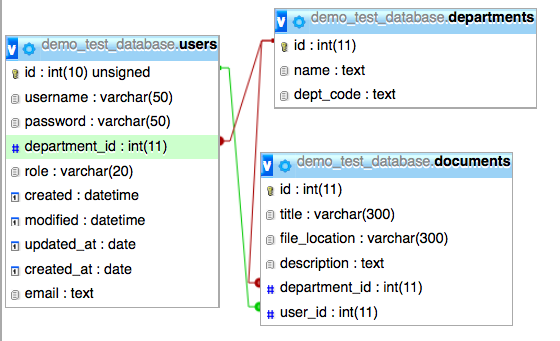 demo_test_database.users
id : int(10) unsigned
username : varchar(50)
password : varchar(50)
department_id : int(11)
role : varchar(20)
created : datetime
modified : datetime
updated_at : date
created_at : date
email : text
demo_test_database.departments
id : int(11)
name : text
dept_code : text
demo_test_database.documents
id : int(11)
title : varchar(300)
file_location : varchar(300)
description : text
department_id : int(11)
user_id : int(11)